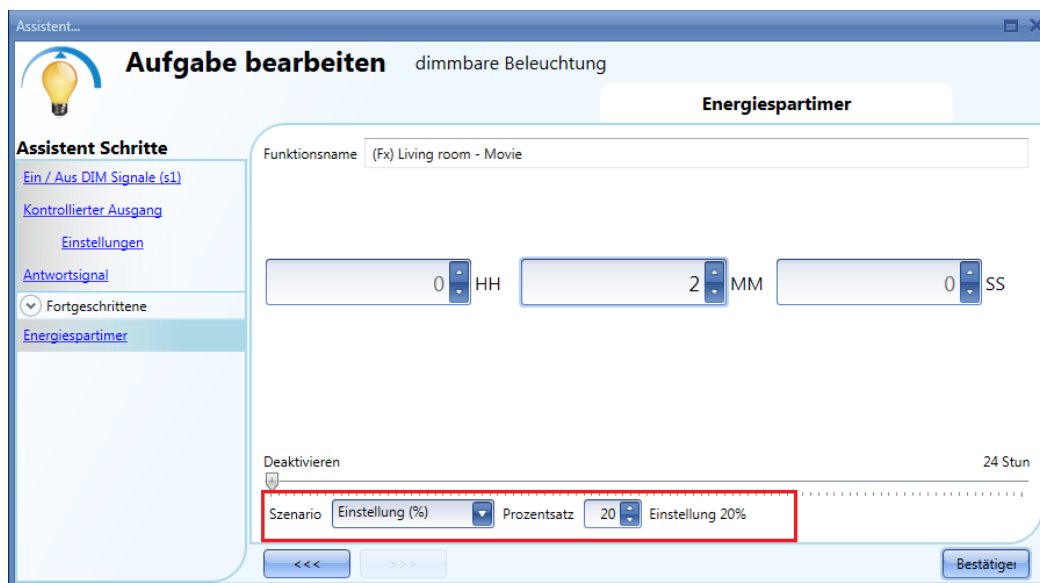 Assistent...
Aufgabe bearbeiten dimmbare Beleuchtung
Energiespartimer
Assistent Schritte
Ein / Aus DIM Signale (s1)
Kontrollierter Ausgang
Einstellungen
Antwortsignal
Fortgeschrittene
Energiespartimer
Funktionsname (Fx) Living room - Movie
0 HH 2 MM 0 SS
Deaktivieren 24 Stun
Szenario Einstellung (%) Prozentsatz 20 Einstellung 20%
<<< >>> Bestätiger